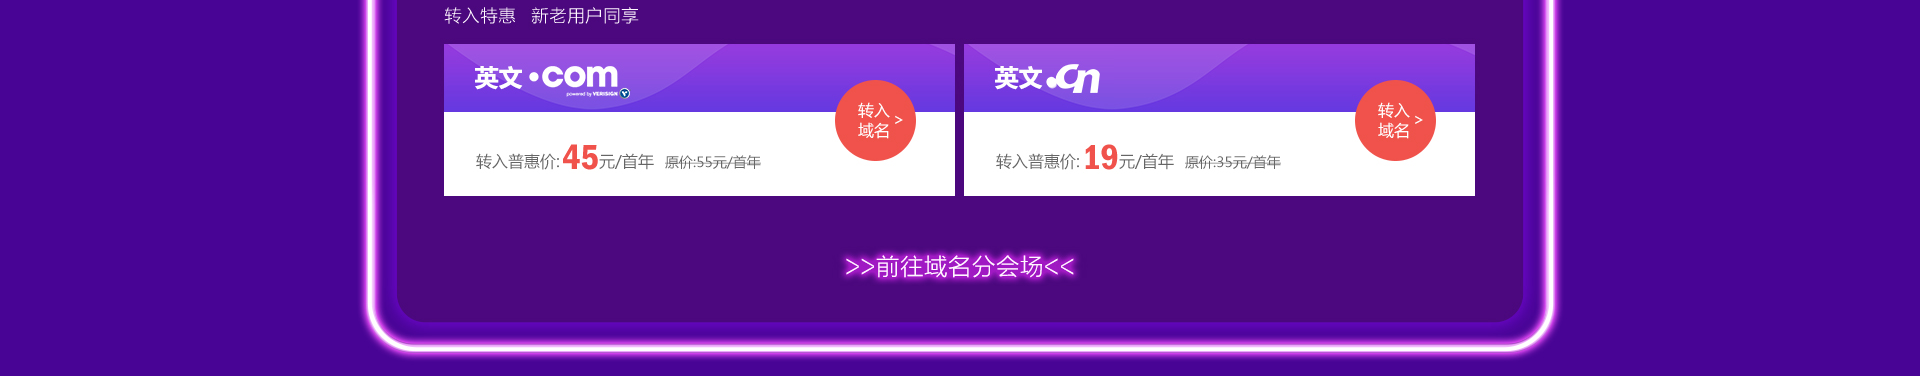 转入特惠 新老用户同享
英文 .com
powered by VERISIGN
转入
域名 >
转入普惠价: 45元/首年 原价:55元/首年
英文 .cn
转入
域名 >
转入普惠价: 19元/首年 原价:35元/首年
>>前往域名分会场<<